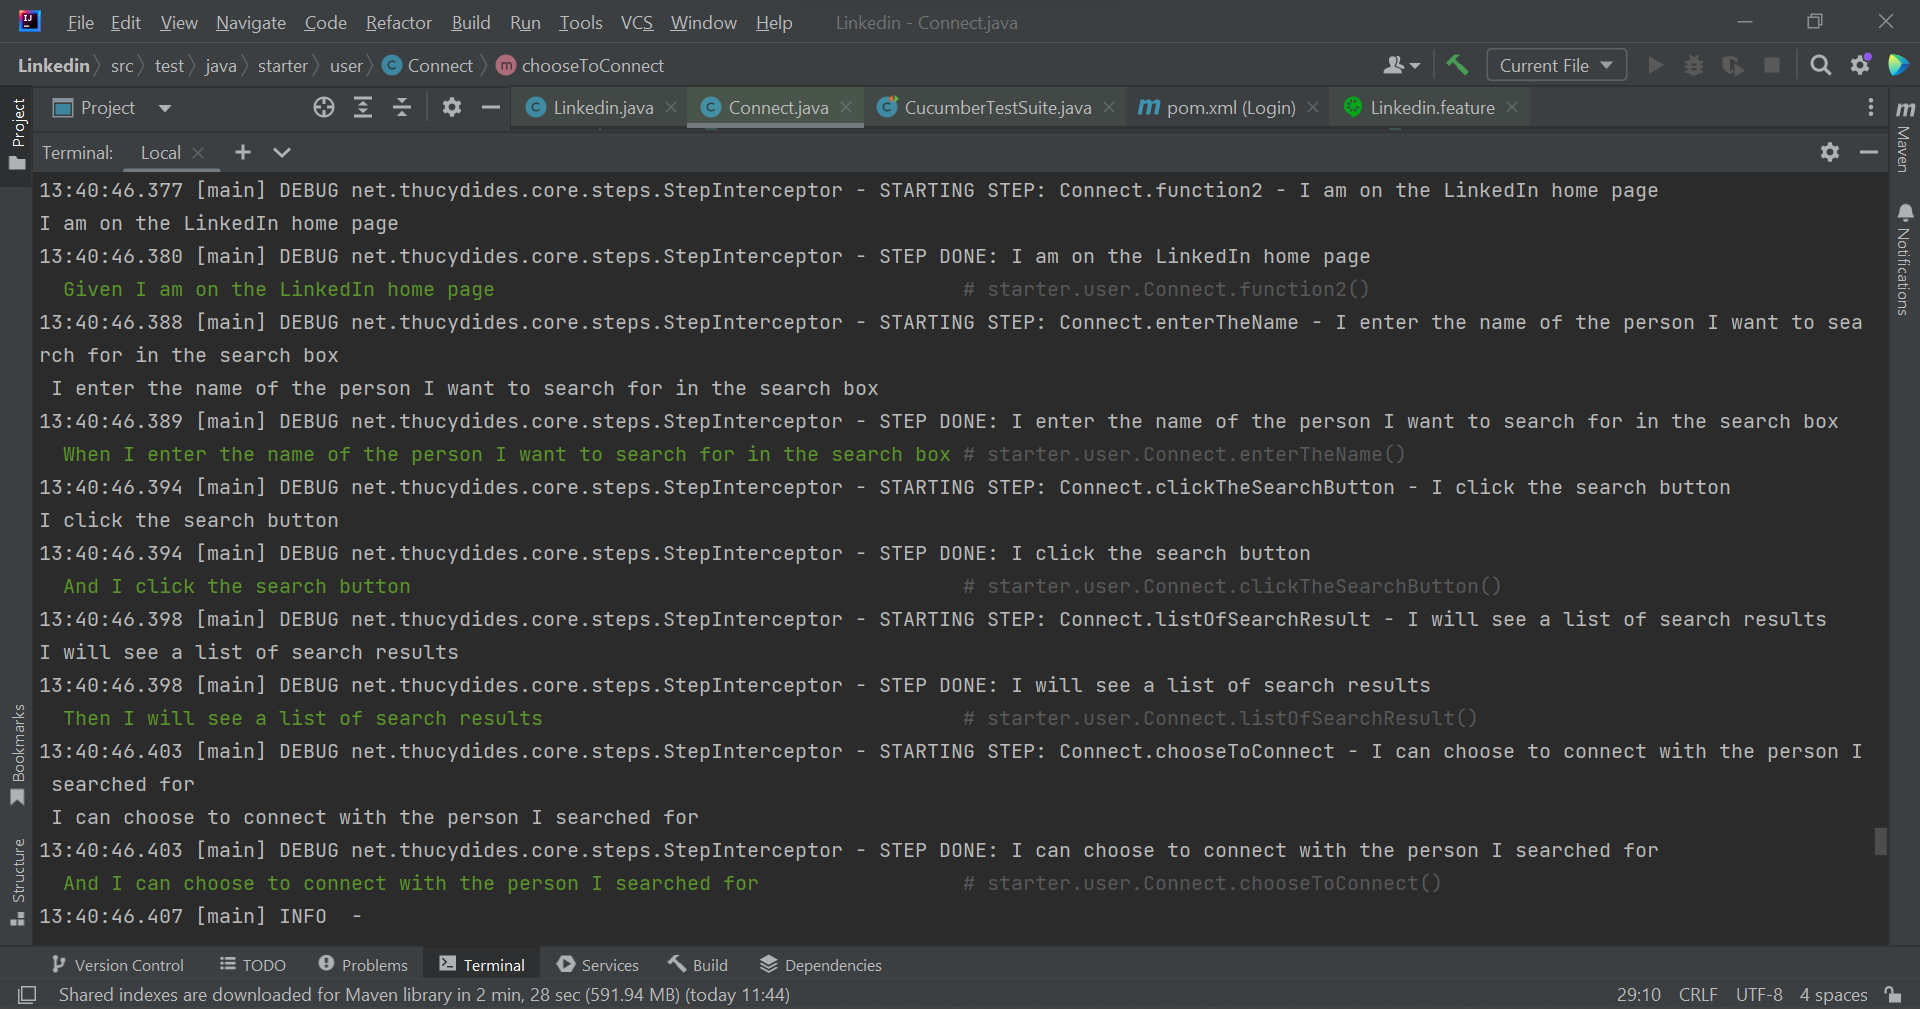 File Edit View Navigate Code Refactor Build Run Tools VCS Window Help Linkedin - Connect.java
Linkedin src test java starter user C Connect m chooseToConnect Current File
Project C Linkedin.java C Connect.java C CucumberTestSuite.java m pom.xml (Login) Linkedin.feature
Terminal: Local
13:40:46.377 [main] DEBUG net.thucydides.core.steps.StepInterceptor - STARTING STEP: Connect.function2 - I am on the LinkedIn home page
I am on the LinkedIn home page
13:40:46.380 [main] DEBUG net.thucydides.core.steps.StepInterceptor - STEP DONE: I am on the LinkedIn home page
Given I am on the LinkedIn home page # starter.user.Connect.function2()
13:40:46.388 [main] DEBUG net.thucydides.core.steps.StepInterceptor - STARTING STEP: Connect.enterTheName - I enter the name of the person I want to sea
rch for in the search box
I enter the name of the person I want to search for in the search box
13:40:46.389 [main] DEBUG net.thucydides.core.steps.StepInterceptor - STEP DONE: I enter the name of the person I want to search for in the search box
When I enter the name of the person I want to search for in the search box # starter.user.Connect.enterTheName()
13:40:46.394 [main] DEBUG net.thucydides.core.steps.StepInterceptor - STARTING STEP: Connect.clickTheSearchButton - I click the search button
I click the search button
13:40:46.394 [main] DEBUG net.thucydides.core.steps.StepInterceptor - STEP DONE: I click the search button
And I click the search button # starter.user.Connect.clickTheSearchButton()
13:40:46.398 [main] DEBUG net.thucydides.core.steps.StepInterceptor - STARTING STEP: Connect.listOfSearchResult - I will see a list of search results
I will see a list of search results
13:40:46.398 [main] DEBUG net.thucydides.core.steps.StepInterceptor - STEP DONE: I will see a list of search results
Then I will see a list of search results # starter.user.Connect.listOfSearchResult()
13:40:46.403 [main] DEBUG net.thucydides.core.steps.StepInterceptor - STARTING STEP: Connect.chooseToConnect - I can choose to connect with the person I
searched for
I can choose to connect with the person I searched for
13:40:46.403 [main] DEBUG net.thucydides.core.steps.StepInterceptor - STEP DONE: I can choose to connect with the person I searched for
And I can choose to connect with the person I searched for # starter.user.Connect.chooseToConnect()
13:40:46.407 [main] INFO -
Project
Bookmarks
Structure
m Maven
Notifications
Version Control TODO Problems Terminal Services Build Dependencies
Shared indexes are downloaded for Maven library in 2 min, 28 sec (591.94 MB) (today 11:44) 29:10 CRLF UTF-8 4 spaces